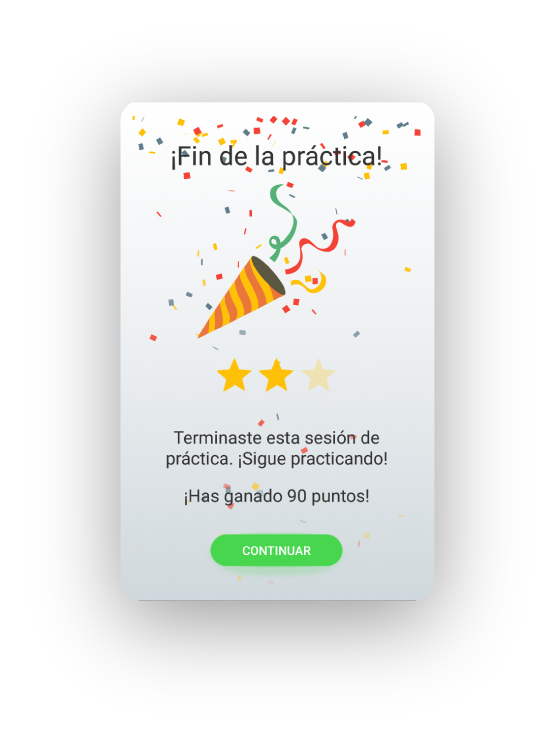 ¡Fin de la práctica!
Terminaste esta sesión de
práctica. ¡Sigue practicando!
¡Has ganado 90 puntos!
CONTINUAR